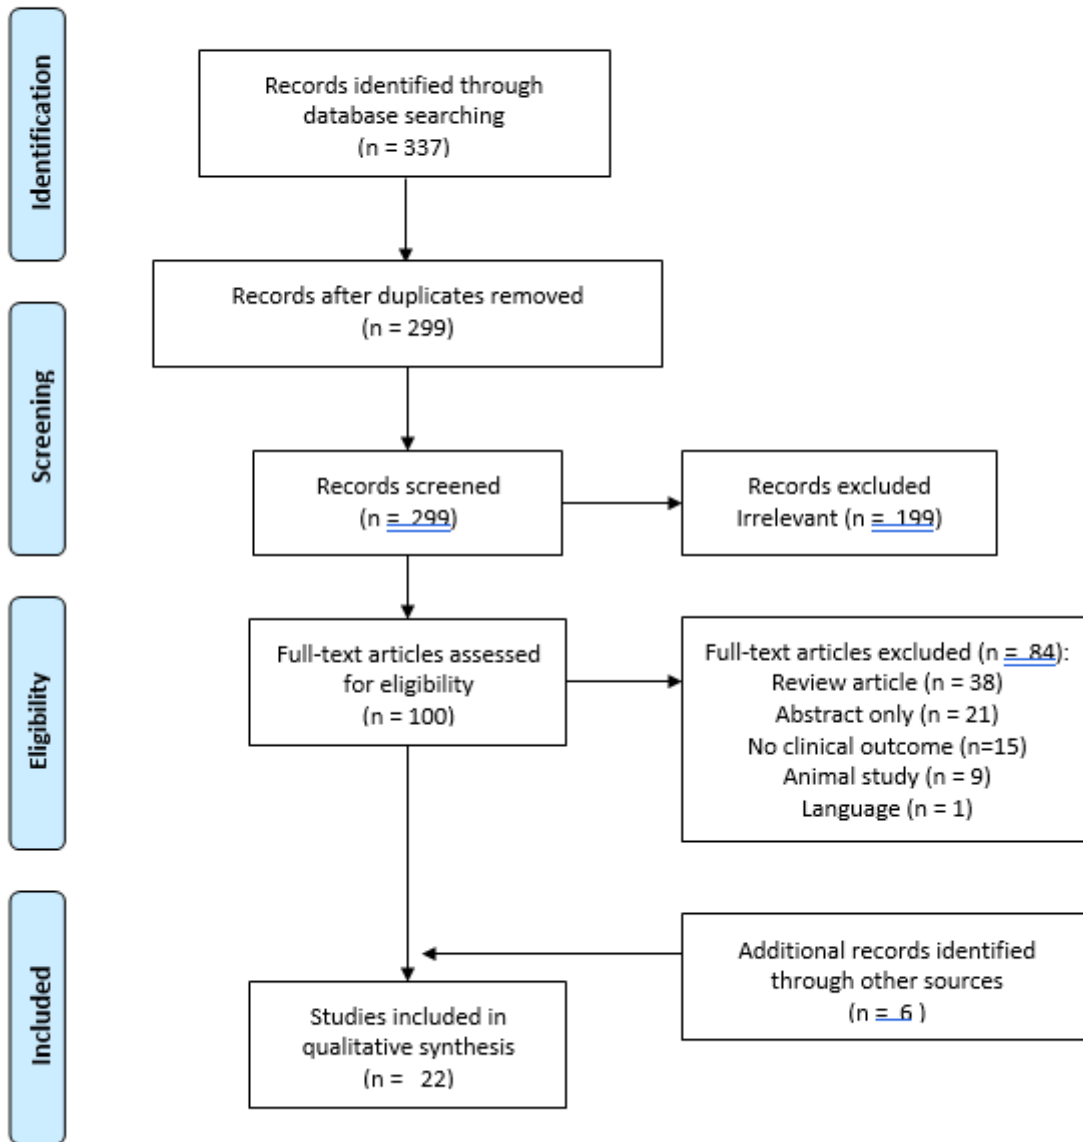 Identification
Records identified through
database searching
(n = 337)
Records after duplicates removed
(n = 299)
Screening
Records screened
(n = 299)
Records excluded
Irrelevant (n = 199)
Eligibility
Full-text articles assessed
for eligibility
(n = 100)
Full-text articles excluded (n = 84):
Review article (n = 38)
Abstract only (n = 21)
No clinical outcome (n=15)
Animal study (n = 9)
Language (n = 1)
Included
Additional records identified
through other sources
(n = 6 )
Studies included in
qualitative synthesis
(n = 22)